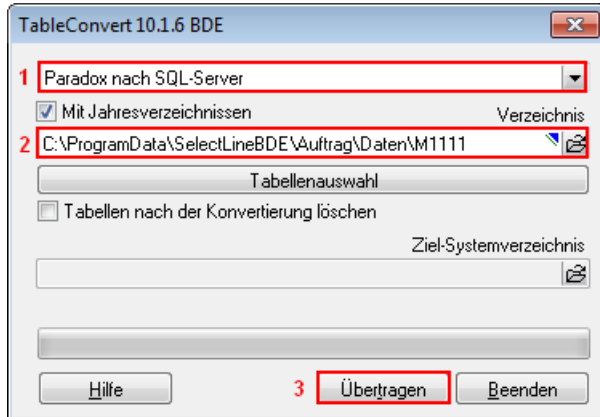 TableConvert 10.1.6 BDE
1 Paradox nach SQL-Server
Mit Jahresverzeichnissen Verzeichnis
2 C:\ProgramData\SelectLineBDE\Auftrag\Daten\M1111
Tabellenauswahl
Tabellen nach der Konvertierung löschen
Ziel-Systemverzeichnis
Hilfe 3 Übertragen Beenden